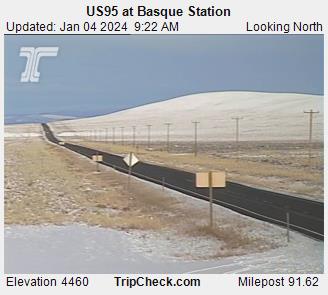 US95 at Basque Station
Updated: Jan 04 2024 9:22 AM Looking North
Elevation 4460 TripCheck.com Milepost 91.62